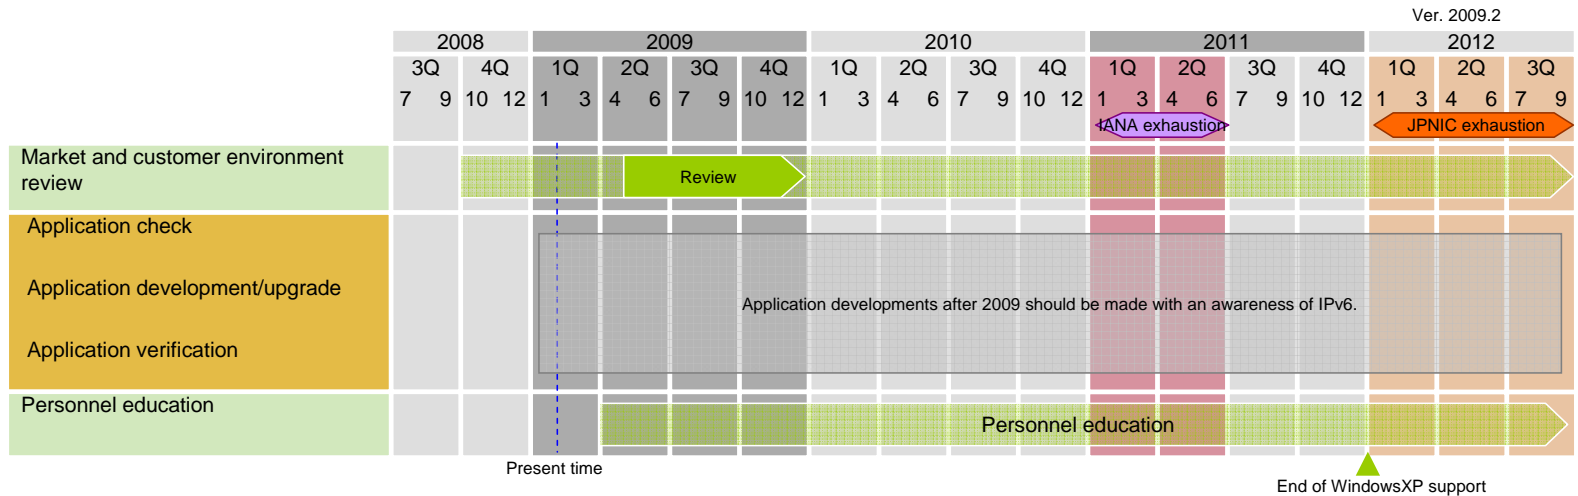 Ver. 2009.2
2008 2009 2010 2011 2012
3Q 4Q 1Q 2Q 3Q 4Q 1Q 2Q 3Q 4Q 1Q 2Q 3Q 4Q 1Q 2Q 3Q
7 9 10 12 1 3 4 6 7 9 10 12 1 3 4 6 7 9 10 12 1 3 4 6 7 9 10 12 1 3 4 6 7 9
IANA exhaustion JPNIC exhaustion
Market and customer environment
review
Review
Application check
Application development/upgrade
Application developments after 2009 should be made with an awareness of IPv6.
Application verification
Personnel education
Personnel education
Present time
End of WindowsXP support